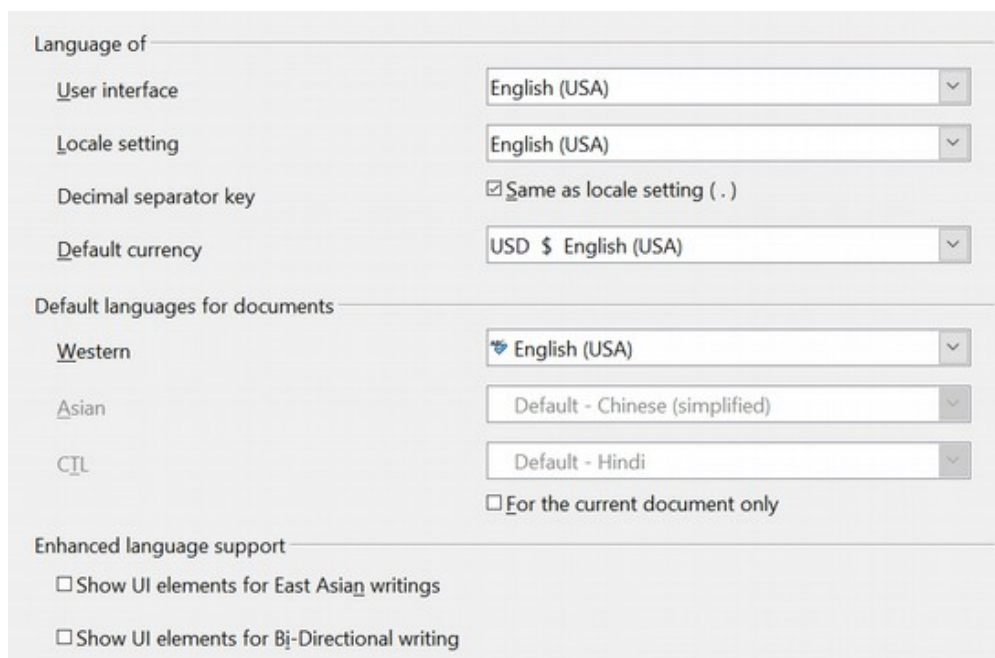 Language of
User interface English (USA)
Locale setting English (USA)
Decimal separator key Same as locale setting ( . )
Default currency USD $ English (USA)
Default languages for documents
Western English (USA)
Asian Default - Chinese (simplified)
CTL Default - Hindi
For the current document only
Enhanced language support
Show UI elements for East Asian writings
Show UI elements for Bi-Directional writing